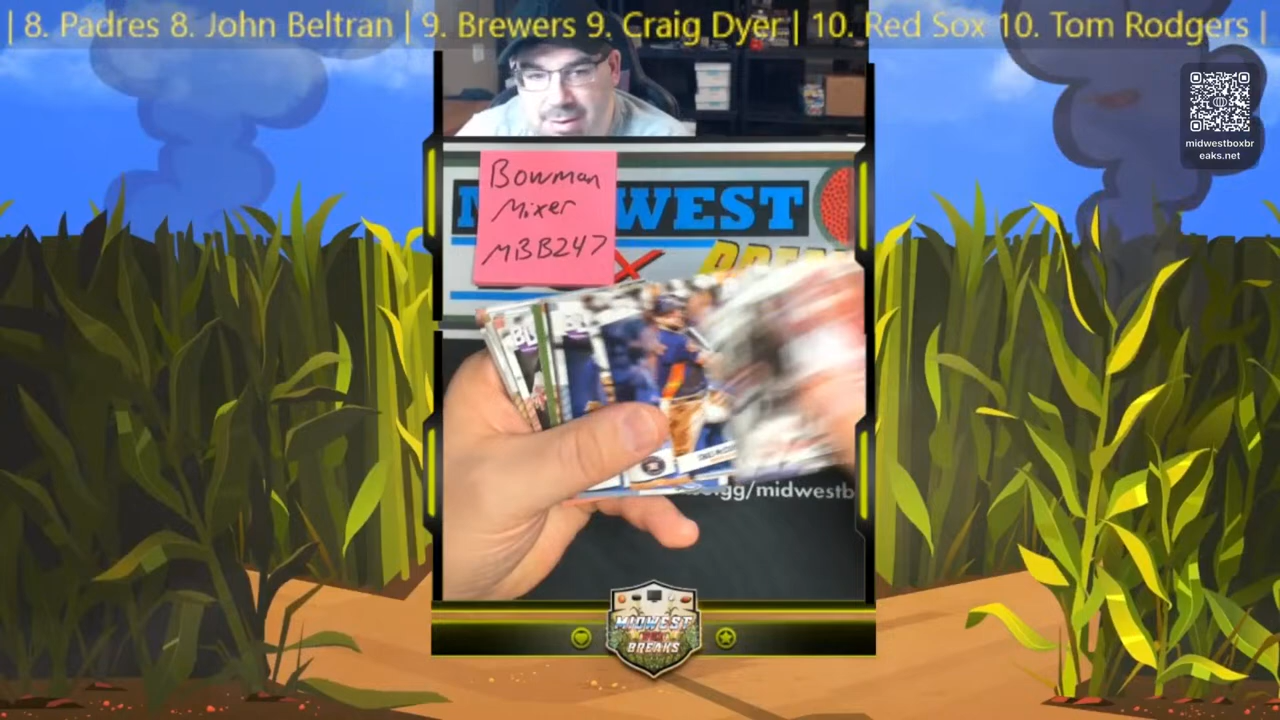 | 8. Padres 8. John Beltran | 9. Brewers 9. Craig Dyer | 10. Red Sox 10. Tom Rodgers |
midwestboxbr
eaks.net
Bowman
Mixer
MBB247
WEST
gg/midwestb
MIDWEST
BREAKS